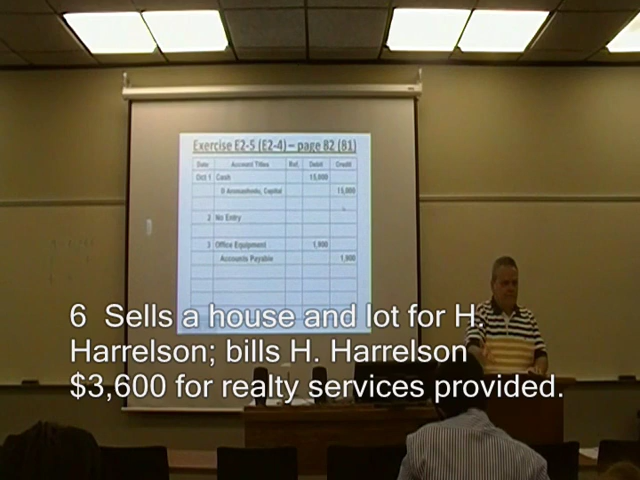 Exercise E2-5 (E2-4) – page 82 (81)
Date Account Titles Ref. Debit Credit
Oct 1 Cash 15,000
Capital 15,000
2 No Entry
3 Office Equipment 1,900
Accounts Payable 1,900
6 Sells a house and lot for H.
Harrelson; bills H. Harrelson
$3,600 for realty services provided.